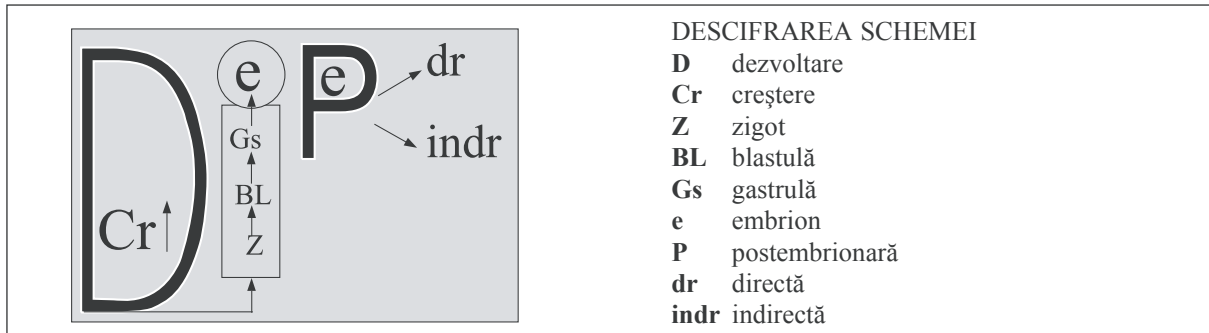 D
Cr
e
Gs
BL
Z
P
e
dr
indr
DESCIFRAREA SCHEMEI
D dezvoltare
Cr creştere
Z zigot
BL blastulă
Gs gastrulă
e embrion
P postembrionară
dr directă
indr indirectă